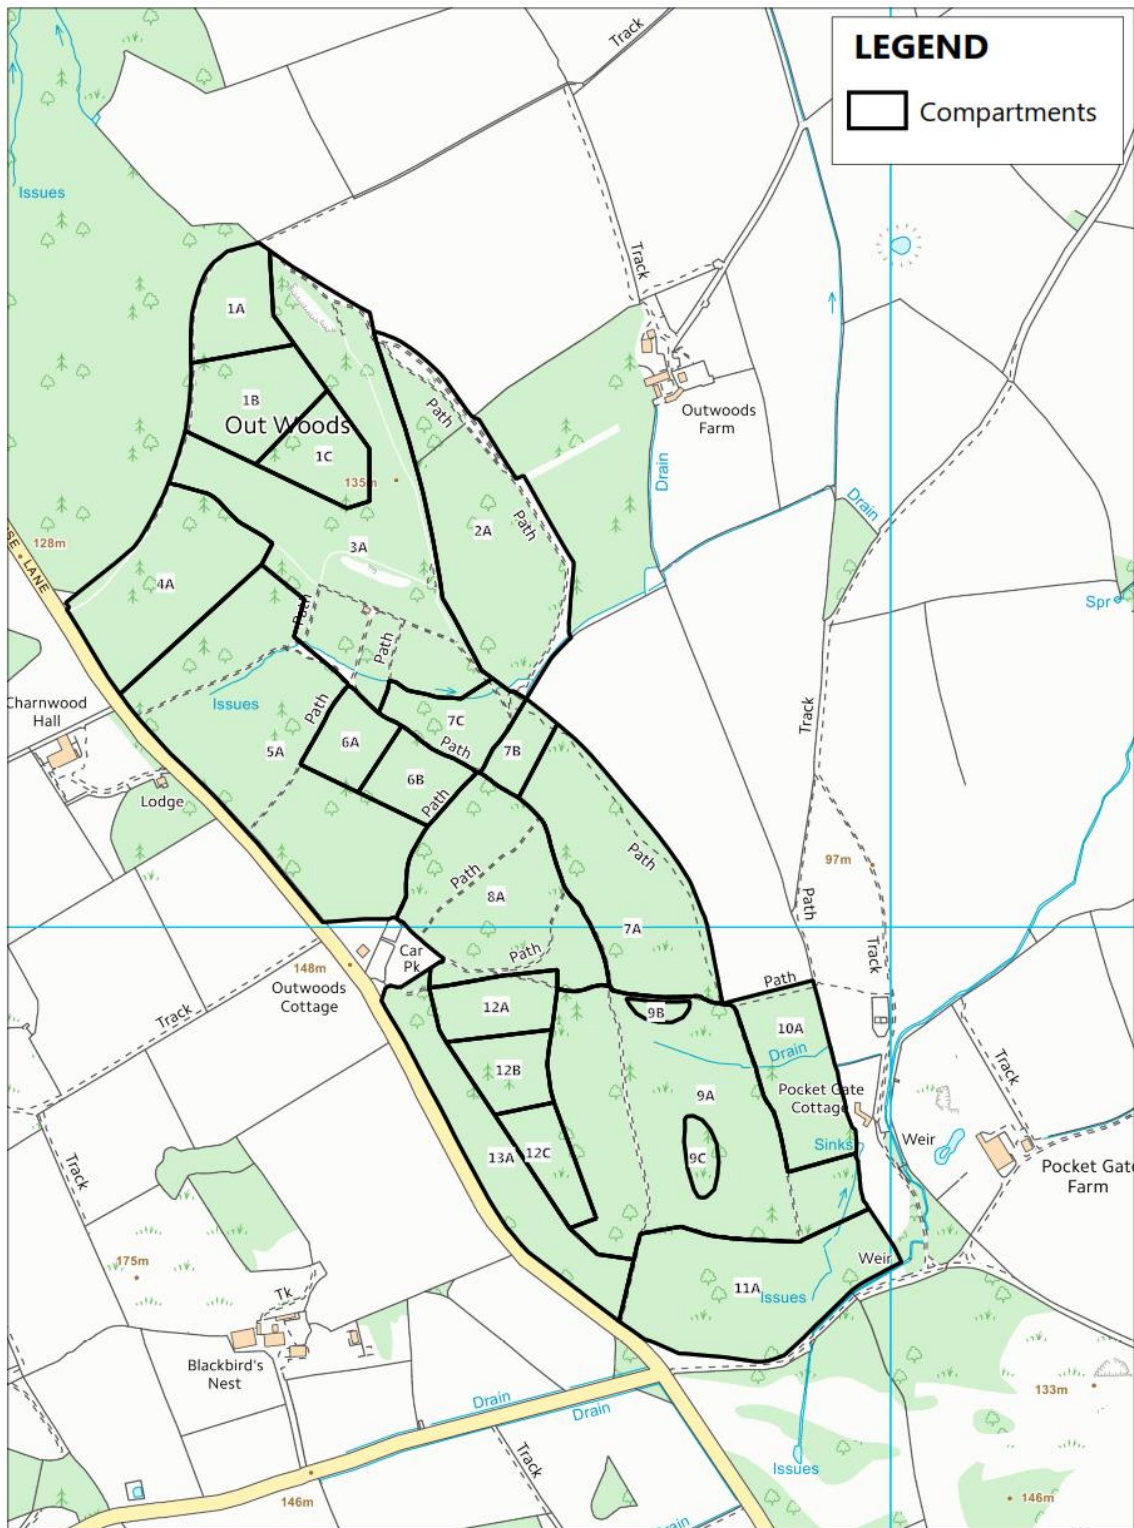 LEGEND
Compartments
Track
Issues
Track
1A
Path
Outwoods
Farm
1B
Out Woods
1C
135m
Drain
Drain
2A
Path
128m
SE LANE
3A
4A
Spr
Path
Path
Charnwood
Hall
Issues
Path
7C
Track
5A
6A
Path
7B
6B
Lodge
Path
Path
97m
Path
8A
Path
7A
Car
Pk
Path
Track
148m
Outwoods
Cottage
Path
Track
12A
9B
10A
Drain
Track
12B
9A
Pocket Gate
Cottage
Weir
Sinks
13A
12C
9C
Pocket Gate
Farm
Track
175m
Weir
11A
Issues
Tk
Blackbird's
Nest
133m
Drain
Drain
Track
Issues
146m
146m
rain